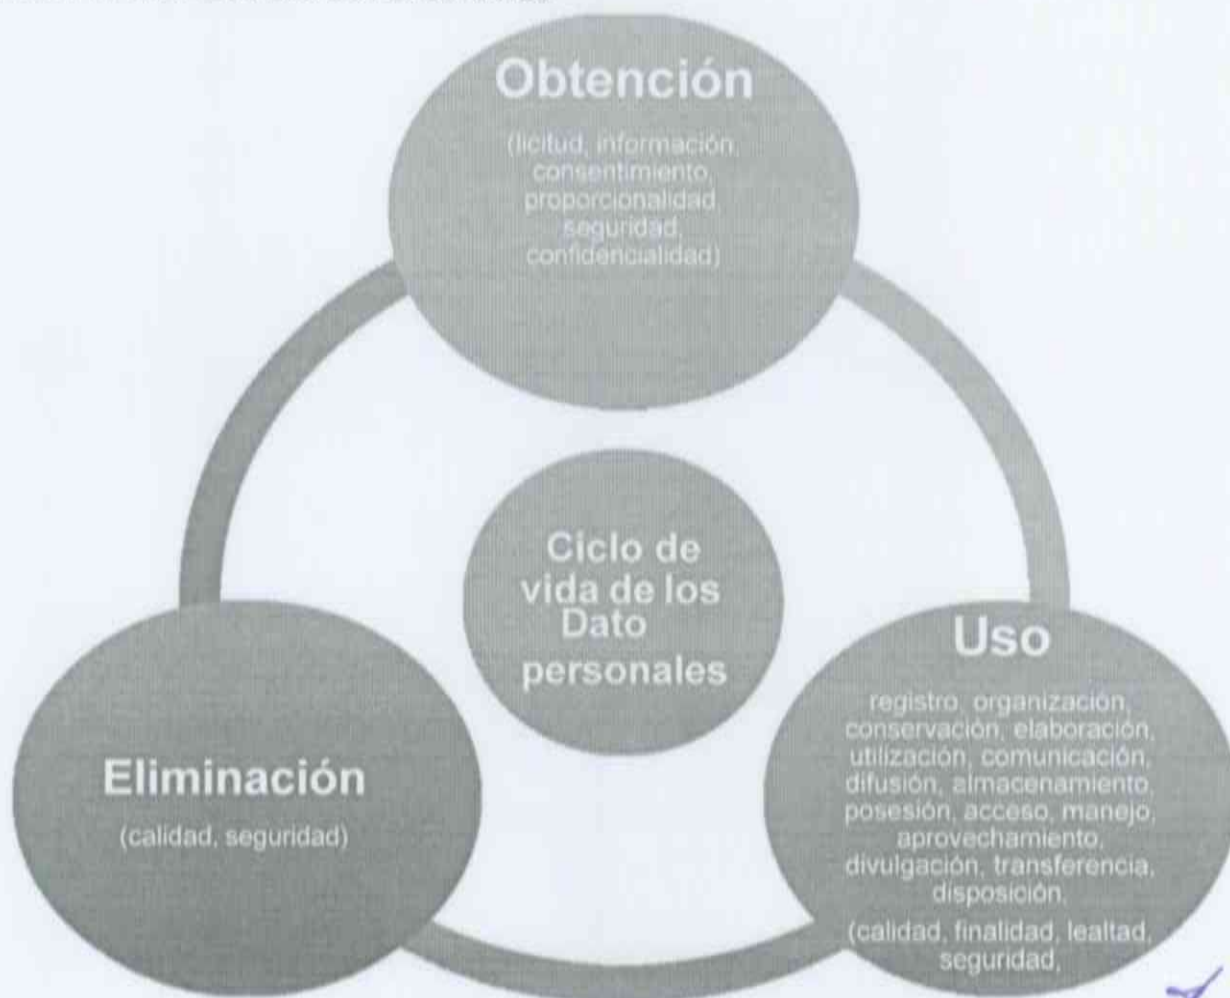 Obtención
(licitud, información,
consentimiento,
proporcionalidad
seguridad,
confidencialidad)
Ciclo de
vida de los
Dato
personales
Uso
registro, organización,
conservación, elaboración,
utilización, comunicación,
difusión, almacenamiento,
posesión, acceso, manejo,
aprovechamiento,
divulgación, transferencia,
disposición.
(calidad, finalidad, lealtad,
seguridad,
Eliminación
(calidad, seguridad)